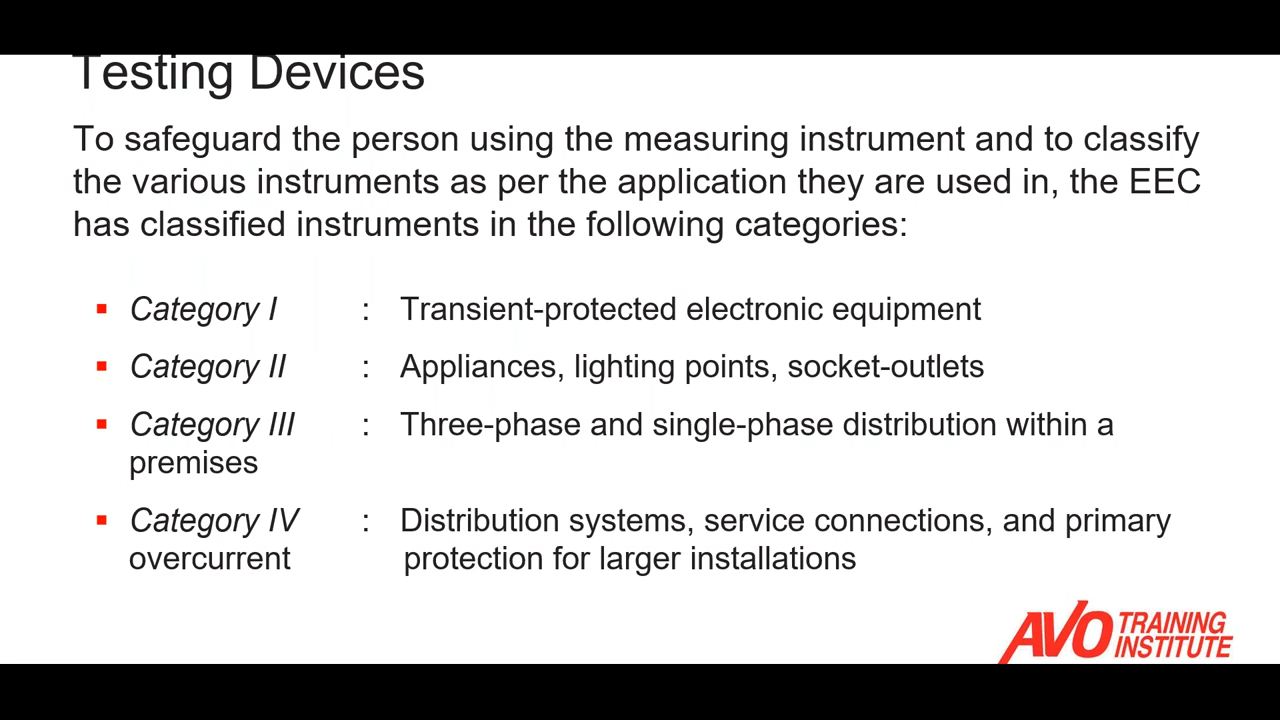 Testing Devices
To safeguard the person using the measuring instrument and to classify
the various instruments as per the application they are used in, the EEC
has classified instruments in the following categories:
▪ Category I : Transient-protected electronic equipment
▪ Category II : Appliances, lighting points, socket-outlets
▪ Category III : Three-phase and single-phase distribution within a
premises
▪ Category IV : Distribution systems, service connections, and primary
overcurrent protection for larger installations
AVO TRAINING
INSTITUTE